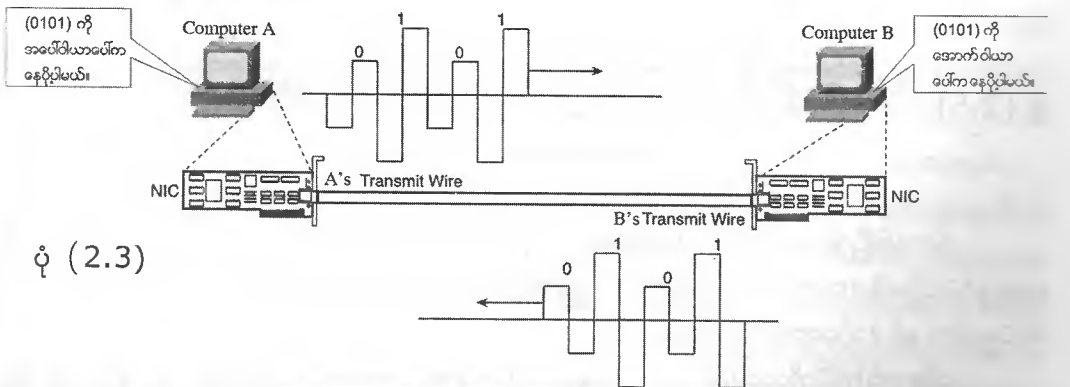 (0101) ကို
အပေါ်ဝါယာပေါ်က
နေပို့ပါမယ်။
Computer A
0
1
0
1
Computer B
(0101) ကို
အောက်ဝါယာ
ပေါ်က နေပို့ပါမယ်။
NIC
A's Transmit Wire
B's Transmit Wire
NIC
ပုံ (2.3)
0
1
0
1